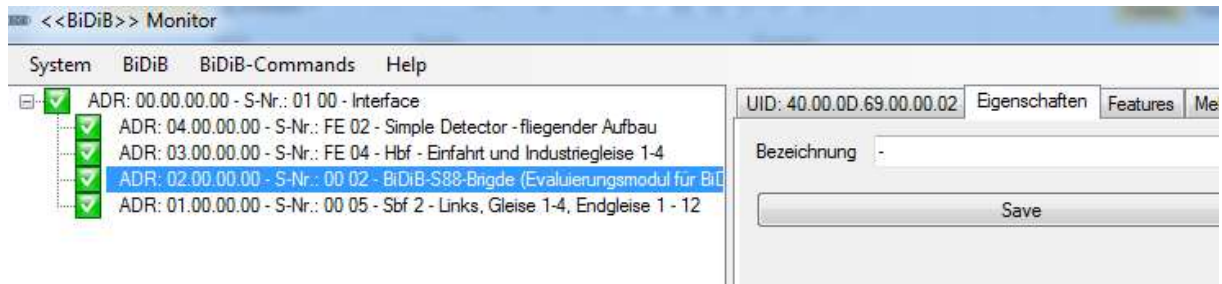 <<BiDiB>> Monitor
System BiDiB BiDiB-Commands Help
ADR: 00.00.00.00 - S-Nr.: 01 00 - Interface
ADR: 04.00.00.00 - S-Nr.: FE 02 - Simple Detector - fliegender Aufbau
ADR: 03.00.00.00 - S-Nr.: FE 04 - Hbf - Einfahrt und Industriegleise 1-4
ADR: 02.00.00.00 - S-Nr.: 00 02 - BiDiB-S88-Brigde (Evaluierungsmodul für BiD
ADR: 01.00.00.00 - S-Nr.: 00 05 - Sbf 2 - Links, Gleise 1-4, Endgleise 1 - 12
UID: 40.00.0D.69.00.00.02 Eigenschaften Features Me
Bezeichnung -
Save